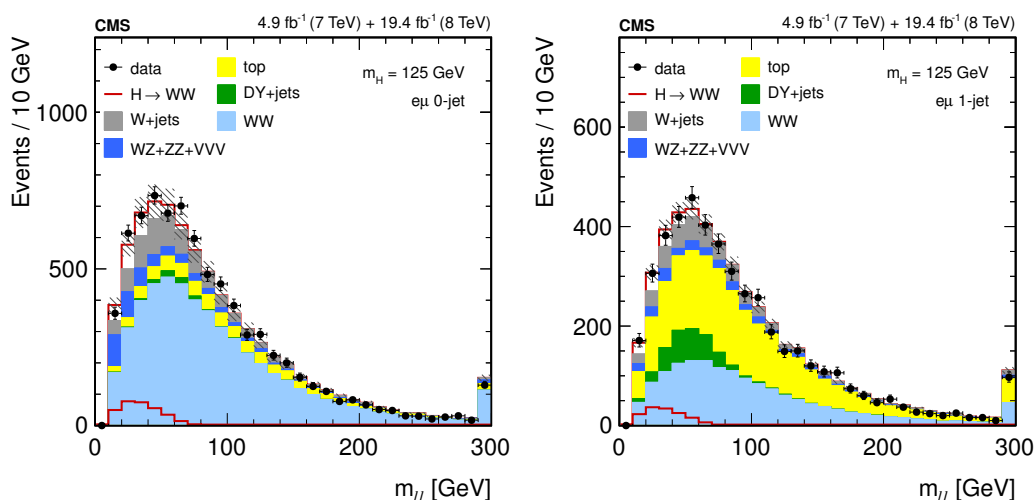 CMS 4.9 fb⁻¹ (7 TeV) + 19.4 fb⁻¹ (8 TeV)
Events / 10 GeV
1000
500
0
data
H → WW
W+jets
WZ+ZZ+VVV
top
DY+jets
WW
m_H = 125 GeV
eμ 0-jet
0 100 200 300
m_ll [GeV]
CMS 4.9 fb⁻¹ (7 TeV) + 19.4 fb⁻¹ (8 TeV)
Events / 10 GeV
600
400
200
0
data
H → WW
W+jets
WZ+ZZ+VVV
top
DY+jets
WW
m_H = 125 GeV
eμ 1-jet
0 100 200 300
m_ll [GeV]